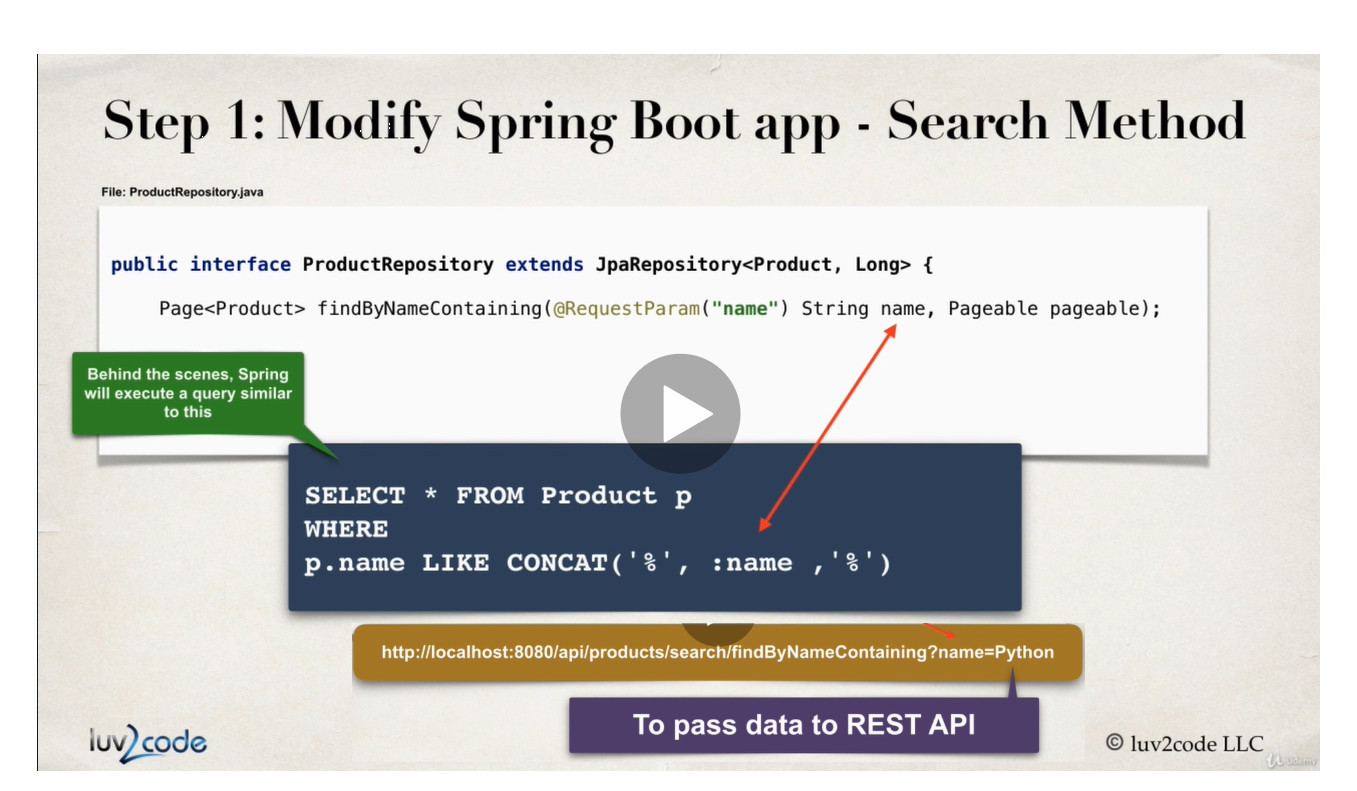 Step 1: Modify Spring Boot app - Search Method
File: ProductRepository.java
public interface ProductRepository extends JpaRepository<Product, Long> {
Page<Product> findByNameContaining(@RequestParam("name") String name, Pageable pageable);
Behind the scenes, Spring
will execute a query similar
to this
SELECT * FROM Product p
WHERE
p.name LIKE CONCAT('%', :name ,'%')
http://localhost:8080/api/products/search/findByNameContaining?name=Python
To pass data to REST API
luv2code
© luv2code LLC
Udemy